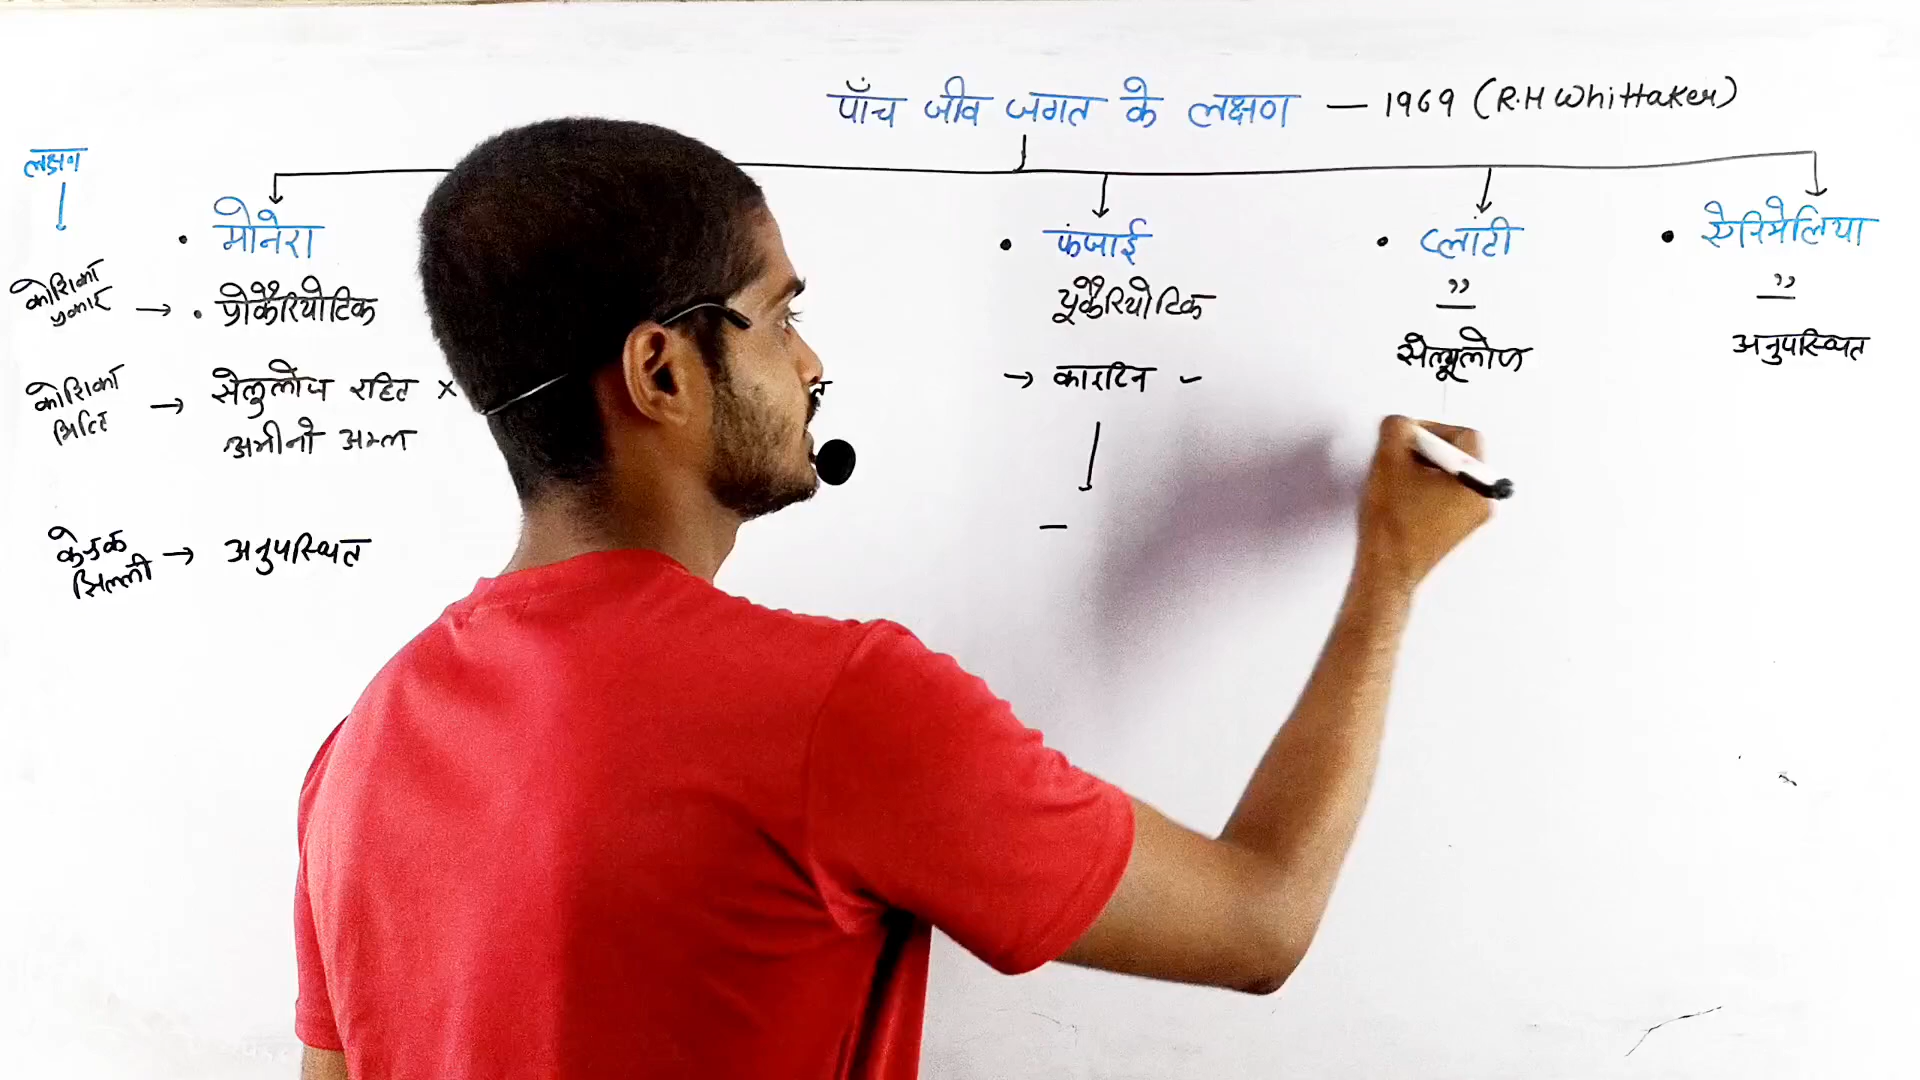 पाँच जीव जगत के लक्षण — 1969 (R.H Whittaker)
लक्षण
• मोनेरा
• फंजाई
• प्लांटी
• ऐनिमेलिया
कोशिका प्रकार → • प्रोकैरियोटिक
यूकैरियोटिक
"
"
कोशिका भित्ति → सेलुलोज रहित ×
अमीनो अम्ल
→ काइटिन -
सेल्यूलोज
अनुपस्थित
केन्द्रक झिल्ली → अनुपस्थित
-